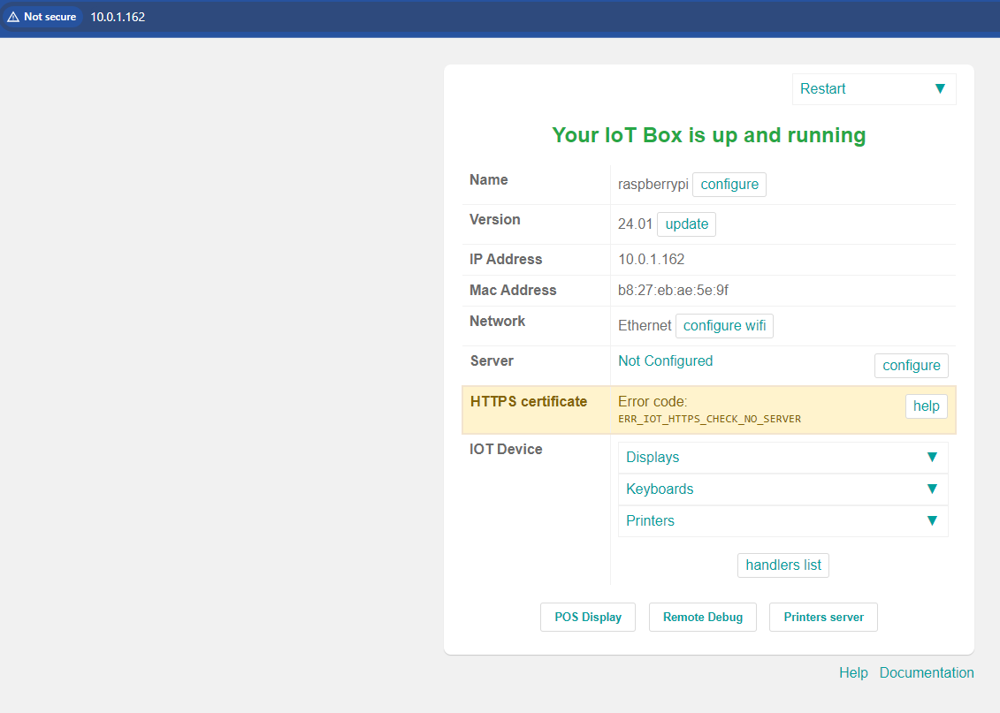 Not secure 10.0.1.162
Restart ▼
Your IoT Box is up and running
Name raspberrypi configure
Version 24.01 update
IP Address 10.0.1.162
Mac Address b8:27:eb:ae:5e:9f
Network Ethernet configure wifi
Server Not Configured configure
HTTPS certificate Error code: help
ERR_IOT_HTTPS_CHECK_NO_SERVER
IOT Device
Displays ▼
Keyboards ▼
Printers ▼
handlers list
POS Display Remote Debug Printers server
Help Documentation